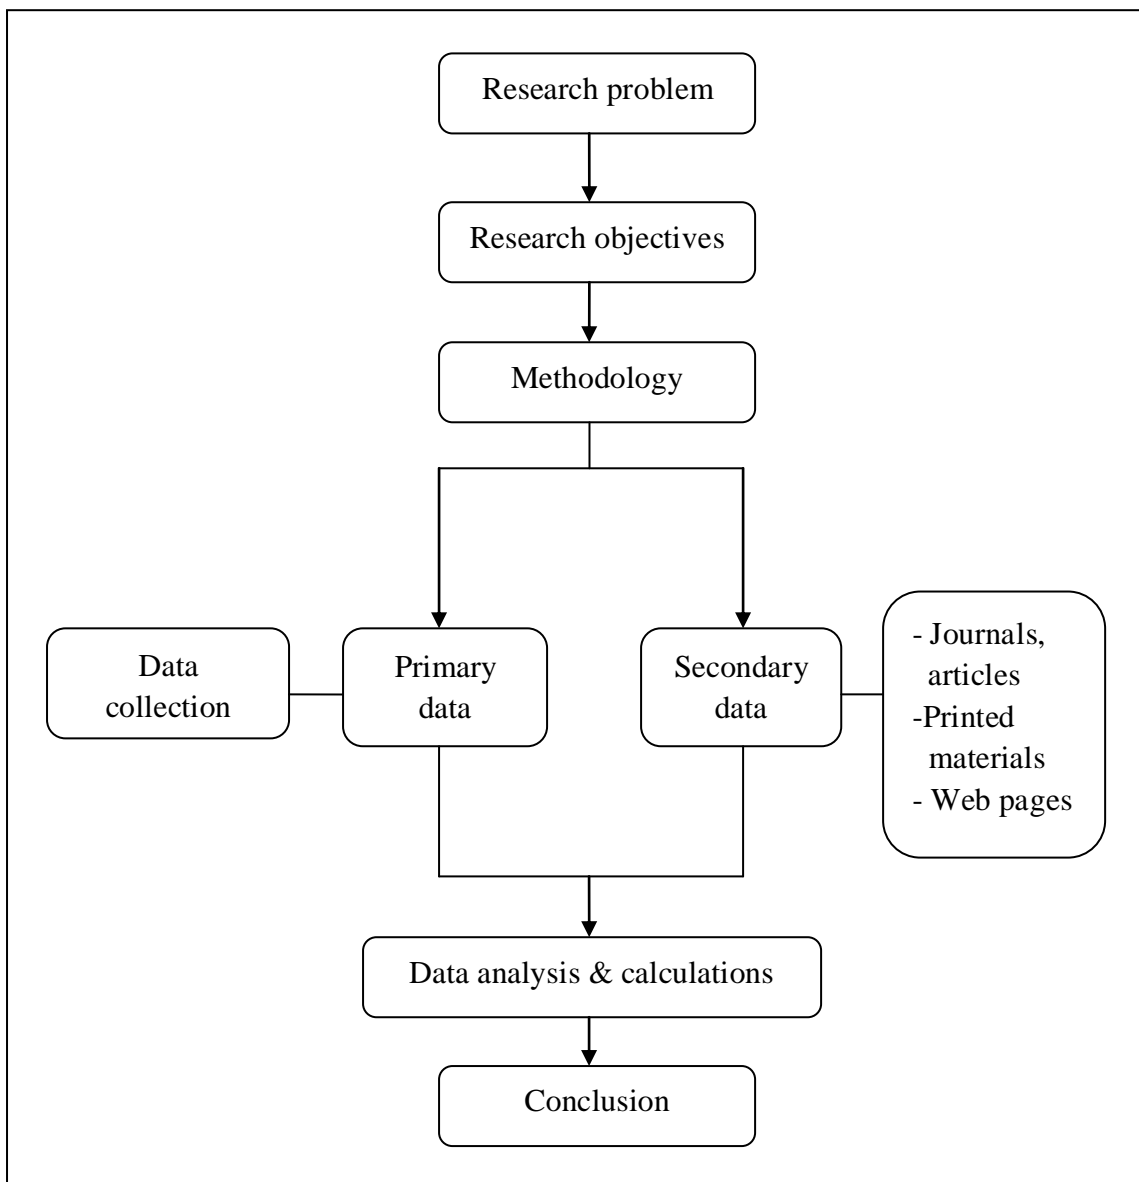 Research problem
Research objectives
Methodology
Data
collection
Primary
data
Secondary
data
- Journals,
articles
-Printed
materials
- Web pages
Data analysis & calculations
Conclusion